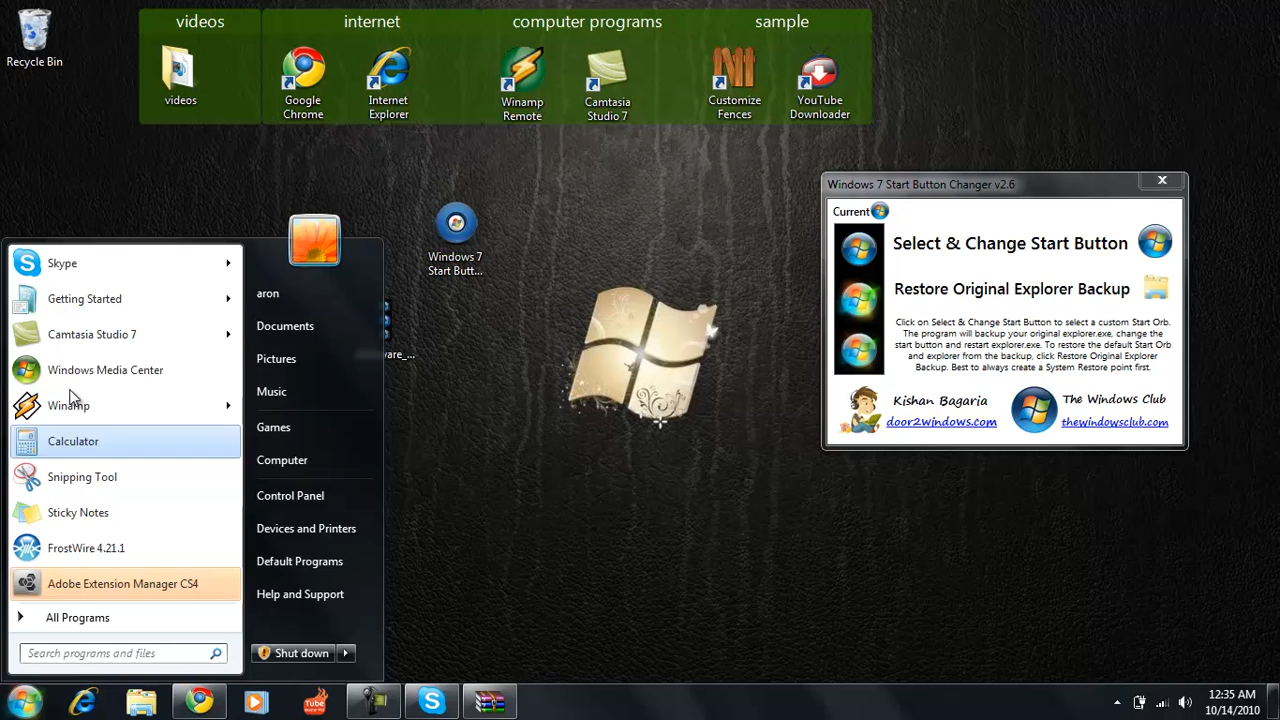 Recycle Bin
videos
internet
computer programs
sample
videos
Google
Chrome
Internet
Explorer
Winamp
Remote
Camtasia
Studio 7
Customize
Fences
YouTube
Downloader
Windows 7
Start Butt...
ware_...
Windows 7 Start Button Changer v2.6
Current
Select & Change Start Button
Restore Original Explorer Backup
Click on Select & Change Start Button to select a custom Start Orb.
The program will backup your original explorer.exe, change the
start button and restart explorer.exe. To restore the default Start Orb
and explorer from the backup, click Restore Original Explorer
Backup. Best to always create a System Restore point first.
Kishan Bagaria
door2windows.com
The Windows Club
thewindowsclub.com
Skype
Getting Started
Camtasia Studio 7
Windows Media Center
Winamp
Calculator
Snipping Tool
Sticky Notes
FrostWire 4.21.1
Adobe Extension Manager CS4
All Programs
Search programs and files
aron
Documents
Pictures
Music
Games
Computer
Control Panel
Devices and Printers
Default Programs
Help and Support
Shut down
Tube
12:35 AM
10/14/2010